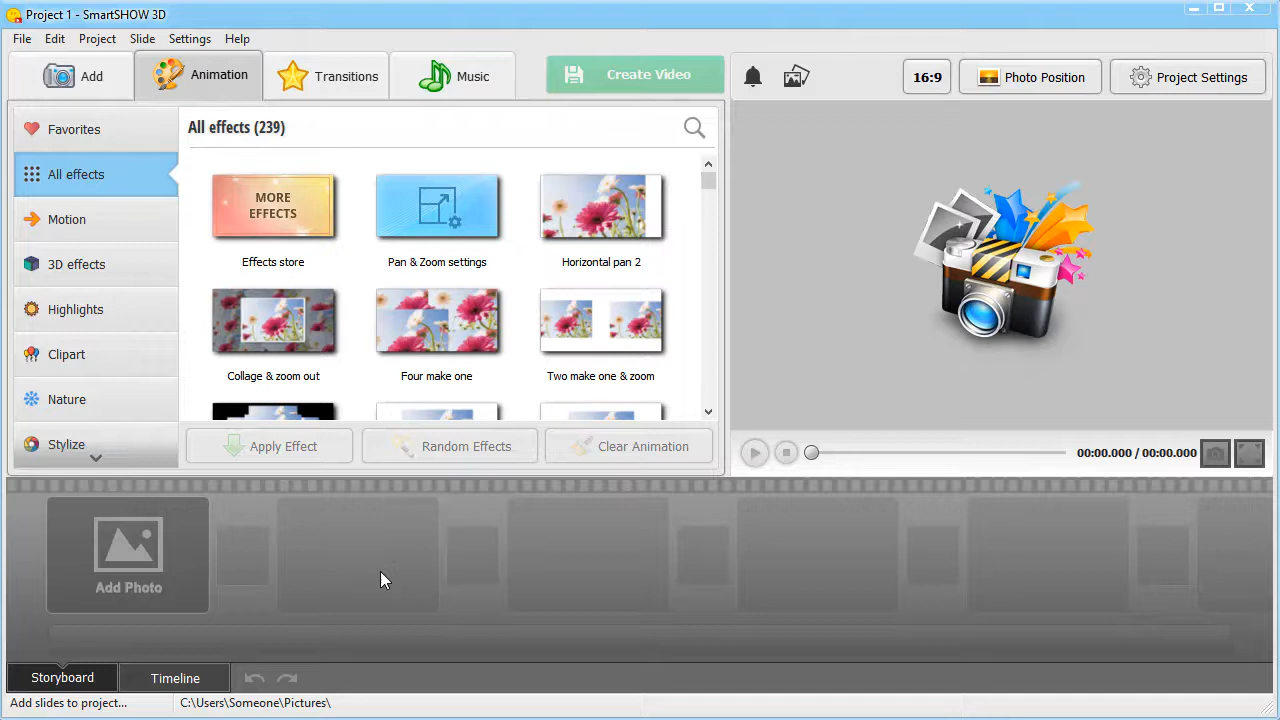 Project 1 - SmartSHOW 3D
File Edit Project Slide Settings Help
Add Animation Transitions Music Create Video 16:9 Photo Position Project Settings
Favorites
All effects
Motion
3D effects
Highlights
Clipart
Nature
Stylize
All effects (239)
MORE
EFFECTS
Effects store Pan & Zoom settings Horizontal pan 2
Collage & zoom out Four make one Two make one & zoom
Apply Effect Random Effects Clear Animation
00:00.000 / 00:00.000
Add Photo
Storyboard Timeline
Add slides to project... C:\Users\Someone\Pictures\